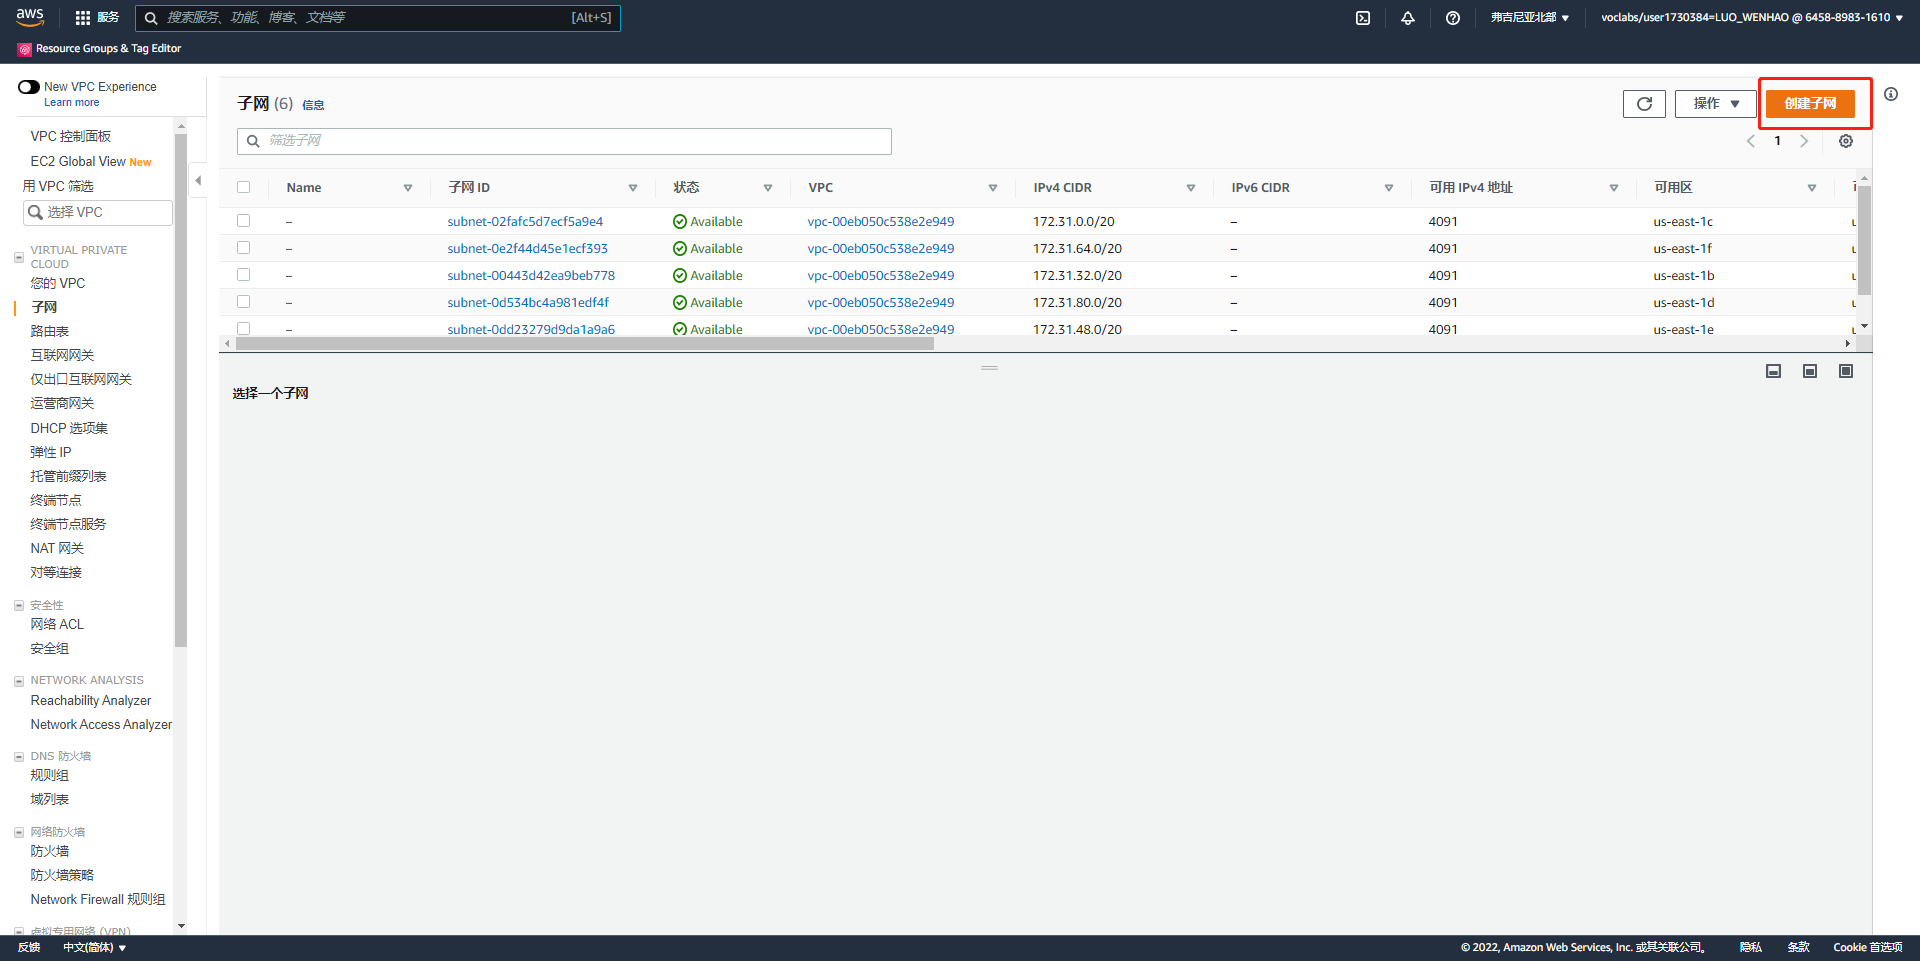 aws 服务 搜索服务、功能、博客、文档等 [Alt+S] 弗吉尼亚北部 voclabs/user1730384=LUO_WENHAO @ 6458-8983-1610
Resource Groups & Tag Editor
New VPC Experience
Learn more
VPC 控制面板
EC2 Global View New
用 VPC 筛选
选择 VPC
VIRTUAL PRIVATE
CLOUD
您的 VPC
子网
路由表
互联网网关
仅出口互联网网关
运营商网关
DHCP 选项集
弹性 IP
托管前缀列表
终端节点
终端节点服务
NAT 网关
对等连接
安全性
网络 ACL
安全组
NETWORK ANALYSIS
Reachability Analyzer
Network Access Analyzer
DNS 防火墙
规则组
域列表
网络防火墙
防火墙
防火墙策略
Network Firewall 规则组
虚拟专用网络 (VPN)
子网 (6) 信息
操作 创建子网
筛选子网
1
Name 子网 ID 状态 VPC IPv4 CIDR IPv6 CIDR 可用 IPv4 地址 可用区
– subnet-02fafc5d7ecf5a9e4 Available vpc-00eb050c538e2e949 172.31.0.0/20 – 4091 us-east-1c
– subnet-0e2f44d45e1ecf393 Available vpc-00eb050c538e2e949 172.31.64.0/20 – 4091 us-east-1f
– subnet-00443d42ea9beb778 Available vpc-00eb050c538e2e949 172.31.32.0/20 – 4091 us-east-1b
– subnet-0d534bc4a981edf4f Available vpc-00eb050c538e2e949 172.31.80.0/20 – 4091 us-east-1d
– subnet-0dd23279d9da1a9a6 Available vpc-00eb050c538e2e949 172.31.48.0/20 – 4091 us-east-1e
选择一个子网
反馈 中文(简体) © 2022, Amazon Web Services, Inc. 或其关联公司。 隐私 条款 Cookie 首选项